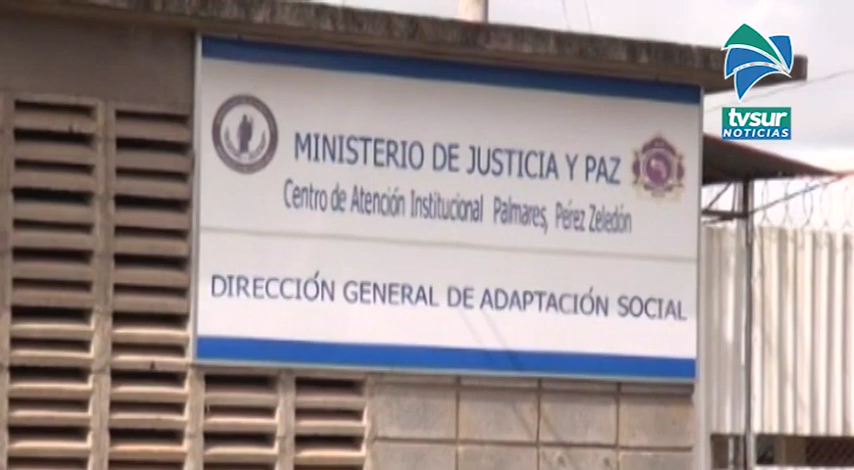 tvsur
NOTICIAS
MINISTERIO DE JUSTICIA Y PAZ
Centro de Atención Institucional Palmares, Pérez Zeledón
DIRECCIÓN GENERAL DE ADAPTACIÓN SOCIAL